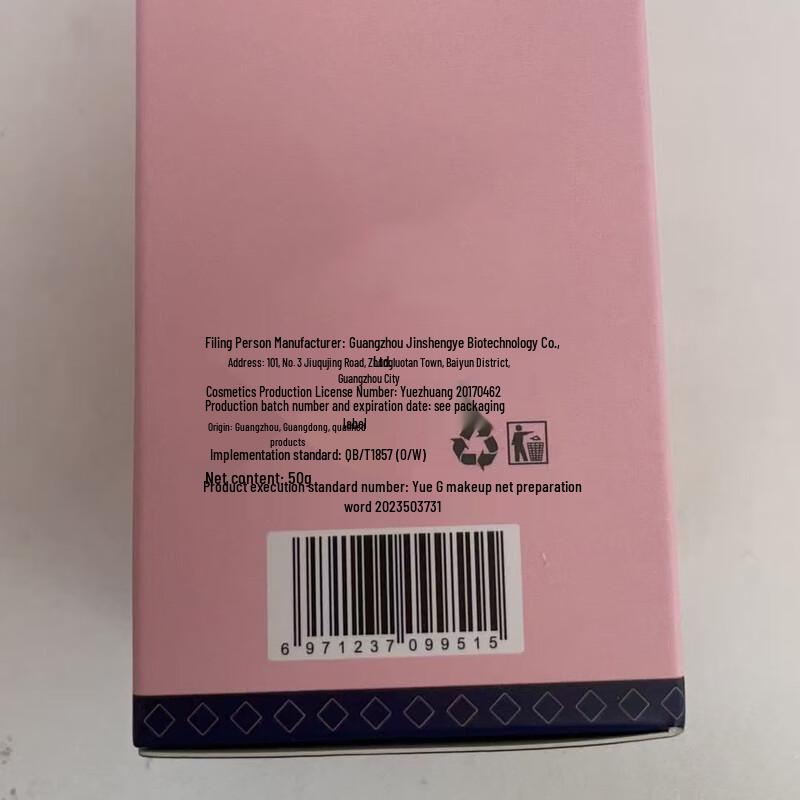 Filing Person Manufacturer: Guangzhou Jinshengye Biotechnology Co.,
Ltd.
Address: 101, No. 3 Jiuqujing Road, Zhongluotan Town, Baiyun District,
Guangzhou City
Cosmetics Production License Number: Yuezhuang 20170462
Production batch number and expiration date: see packaging
label
Origin: Guangzhou, Guangdong, qualified
products
Implementation standard: QB/T1857 (O/W)
Net content: 50g
Product execution standard number: Yue G makeup net preparation
word 2023503731
6 971237 099515